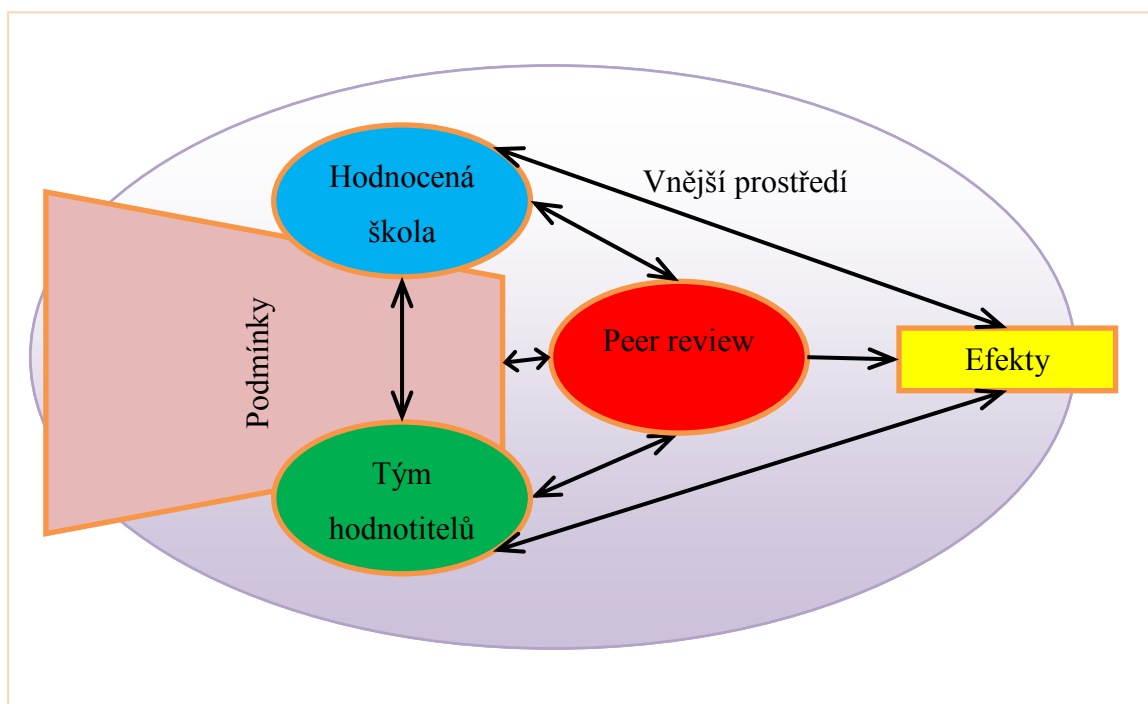 Hodnocená
škola
Vnější prostředí
Podmínky
Peer review
Efekty
Tým
hodnotitelů